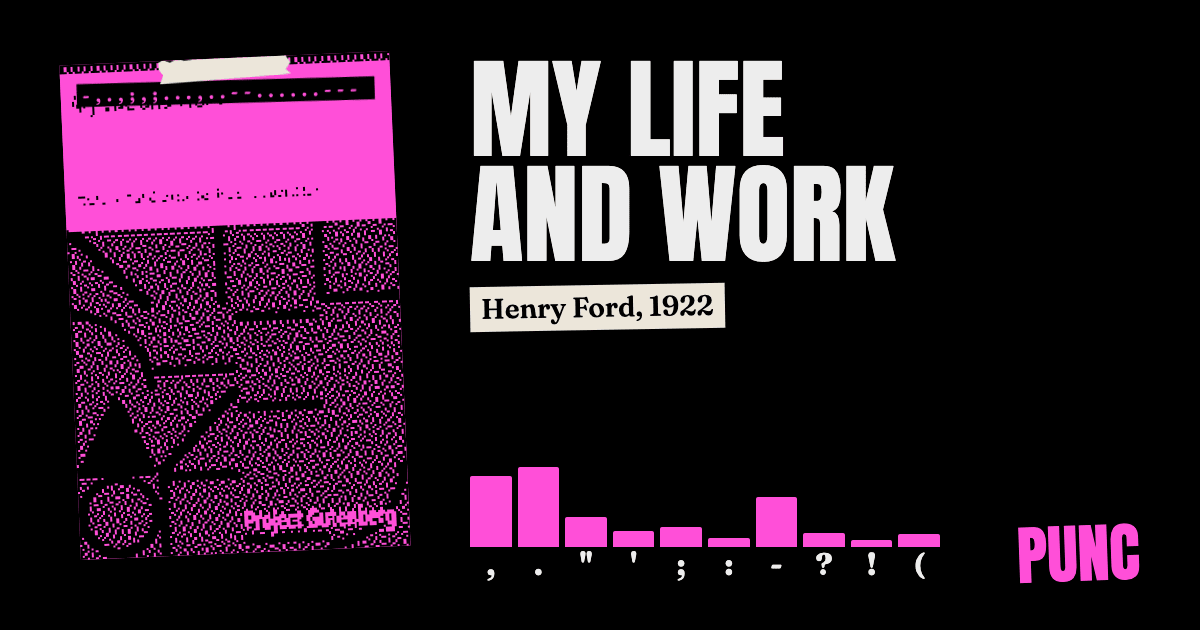 MY LIFE
AND WORK
Henry Ford, 1922
, . " ' ; : - ? ! (
PUNC
Project Gutenberg